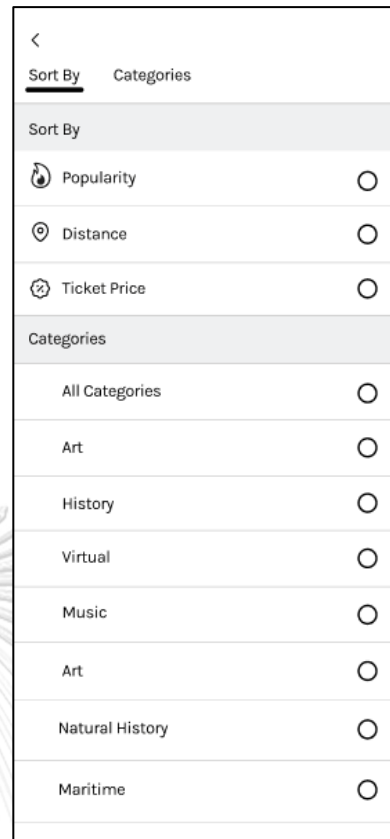 Sort By Categories
Sort By
Popularity
Distance
Ticket Price
Categories
All Categories
Art
History
Virtual
Music
Art
Natural History
Maritime